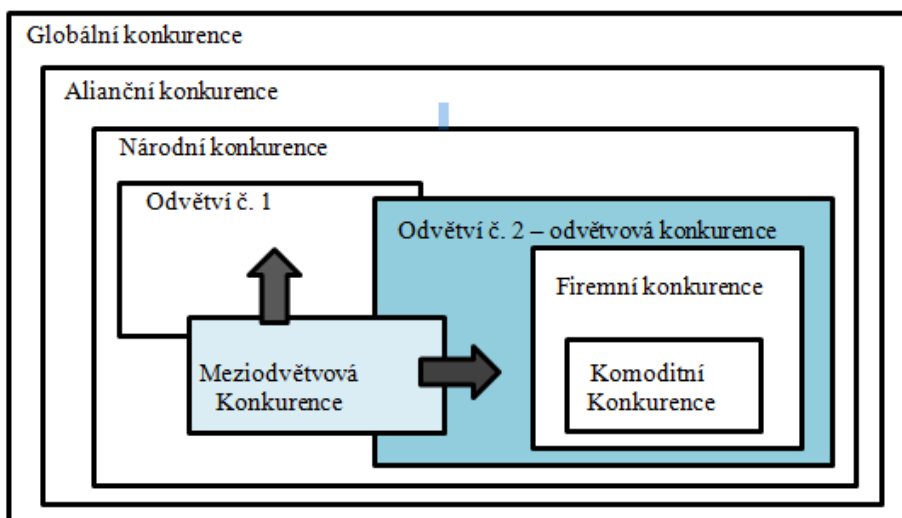 Globální konkurence
Alianční konkurence
Národní konkurence
Odvětví č. 1
Odvětví č. 2 – odvětvová konkurence
Firemní konkurence
Meziodvětvová
Konkurence
Komoditní
Konkurence